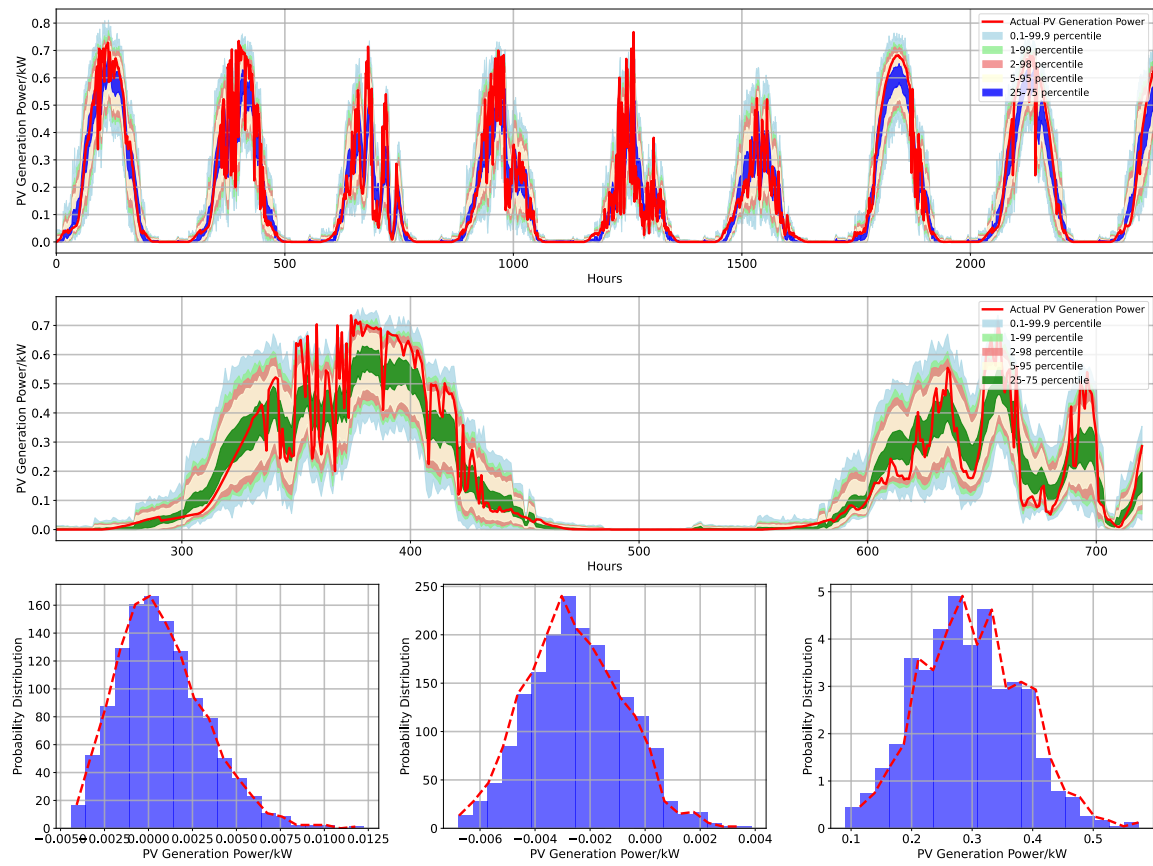 PV Generation Power/kW
0.8
0.7
0.6
0.5
0.4
0.3
0.2
0.1
0.0
Actual PV Generation Power
0.1-99.9 percentile
1-99 percentile
2-98 percentile
5-95 percentile
25-75 percentile
0 500 1000 1500 2000
Hours
PV Generation Power/kW
0.7
0.6
0.5
0.4
0.3
0.2
0.1
0.0
Actual PV Generation Power
0.1-99.9 percentile
1-99 percentile
2-98 percentile
5-95 percentile
25-75 percentile
300 400 500 600 700
Hours
Probability Distribution
160
140
120
100
80
60
40
20
0
−0.0050 −0.0025 0.0000 0.0025 0.0050 0.0075 0.0100 0.0125
PV Generation Power/kW
Probability Distribution
250
200
150
100
50
0
−0.006 −0.004 −0.002 0.000 0.002 0.004
PV Generation Power/kW
Probability Distribution
5
4
3
2
1
0
0.1 0.2 0.3 0.4 0.5
PV Generation Power/kW